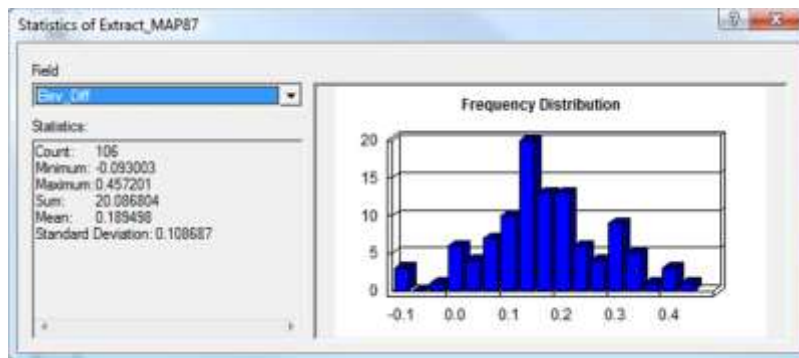 Statistics of Extract_MAP87
Field
Elev_Diff
Statistics:
Count: 106
Minimum: -0.093003
Maximum: 0.457201
Sum: 20.086804
Mean: 0.189498
Standard Deviation: 0.108687
Frequency Distribution
20
15
10
5
0
-0.1 0.0 0.1 0.2 0.3 0.4